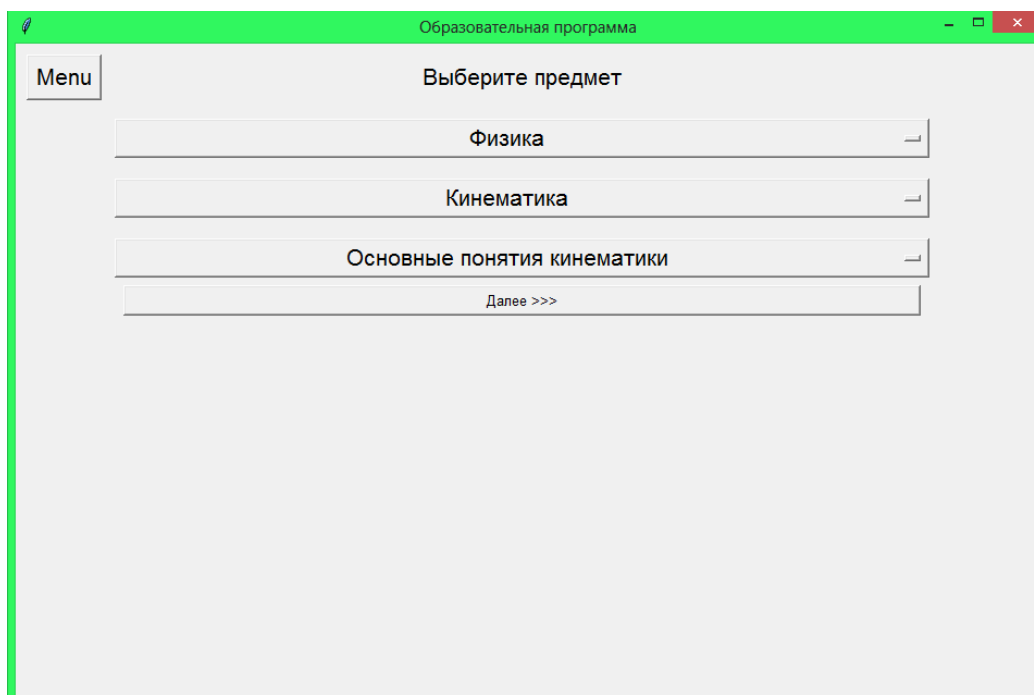 Образовательная программа
Menu
Выберите предмет
Физика
Кинематика
Основные понятия кинематики
Далее >>>